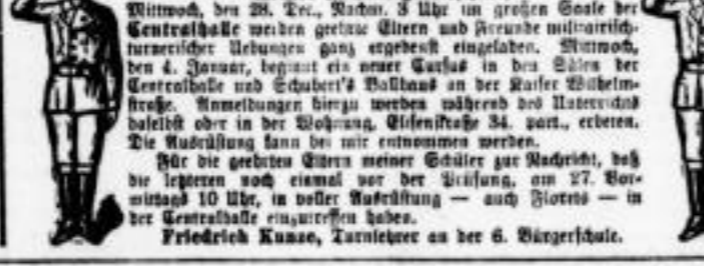 Mittwoch, den 28. Dec., Nachm. 3 Uhr im großen Saale der
Centralhalle werden geehrte Eltern und Freunde militairisch-
turnerischer Uebungen ganz ergebenst eingeladen. Mittwoch,
den 4. Januar, beginnt ein neuer Cursus in den Sälen der
Centralhalle und Schubert's Ballhaus an der Kaiser Wilhelm-
straße. Anmeldungen hierzu werden während des Unterrichts
daselbst oder in der Wohnung, Elisenstraße 34. part., erbeten.
Die Ausrüstung kann bei mir entnommen werden.
Für die geehrten Eltern meiner Schüler zur Nachricht, daß
die letzteren noch einmal vor der Prüfung, am 27. Vor-
mittags 10 Uhr, in voller Ausrüstung — auch Florets — in
der Centralhalle einzutreffen haben.
Friedrich Kunze, Turnlehrer an der 6. Bürgerschule.